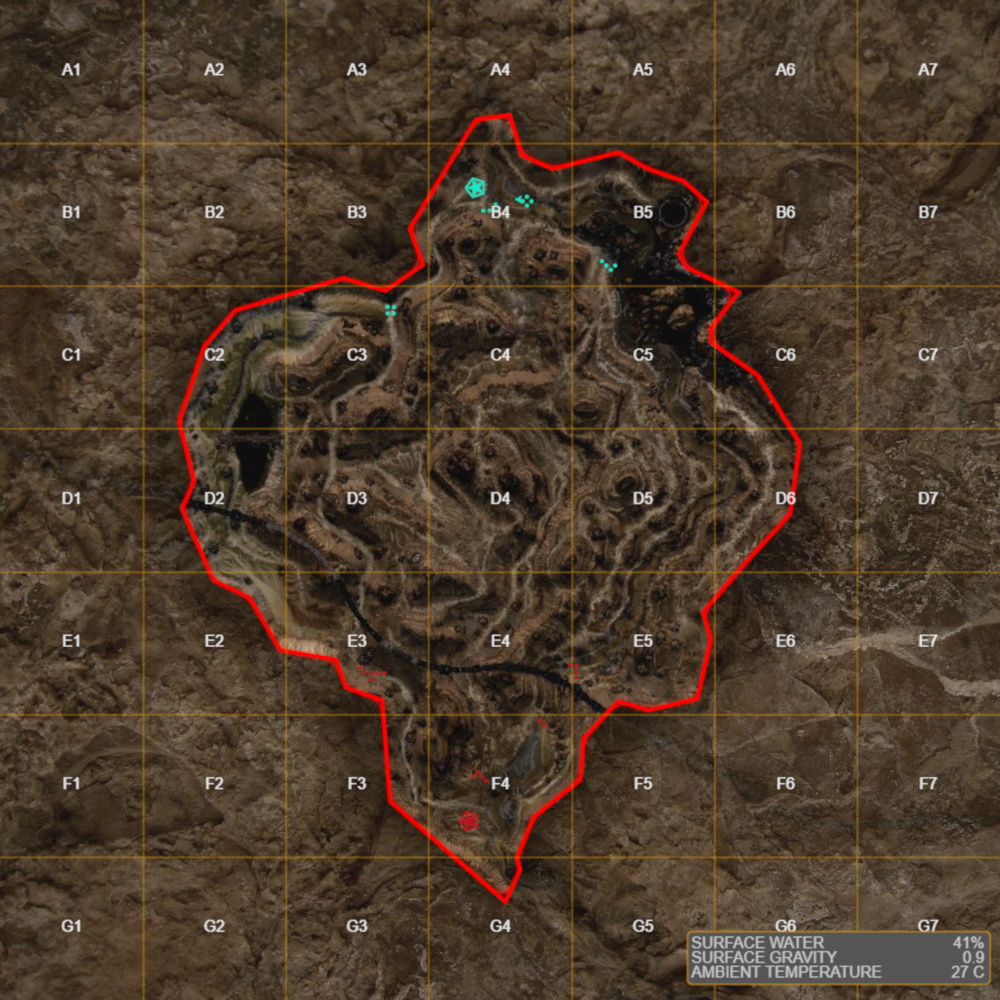 A1 A2 A3 A4 A5 A6 A7
B1 B2 B3 B4 B5 B6 B7
C1 C2 C3 C4 C5 C6 C7
D1 D2 D3 D4 D5 D6 D7
E1 E2 E3 E4 E5 E6 E7
F1 F2 F3 F4 F5 F6 F7
G1 G2 G3 G4 G5 G6 G7
SURFACE WATER 41%
SURFACE GRAVITY 0.9
AMBIENT TEMPERATURE 27 C